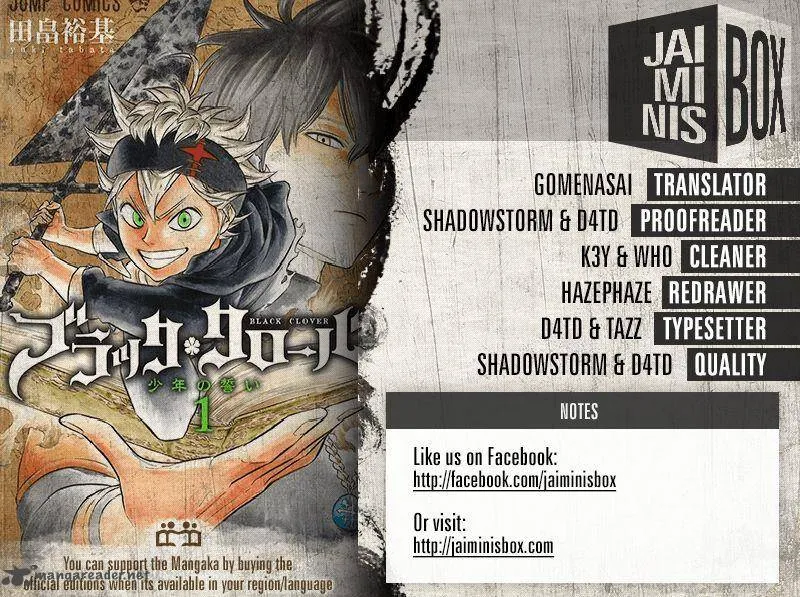 JUMP COMICS
田畠裕基
yuki tabata
BLACK CLOVER
ブラッククローバー
少年の誓い
1
You can support the Mangaka by buying the
official editions when its available in your region/language
mangareader.net
JAI
MI
NIS
BOX
GOMENASAI TRANSLATOR
SHADOWSTORM & D4TD PROOFREADER
K3Y & WHO CLEANER
HAZEPHAZE REDRAWER
D4TD & TAZZ TYPESETTER
SHADOWSTORM & D4TD QUALITY
NOTES
Like us on Facebook:
http://facebook.com/jaiminisbox
Or visit:
http://jaiminisbox.com